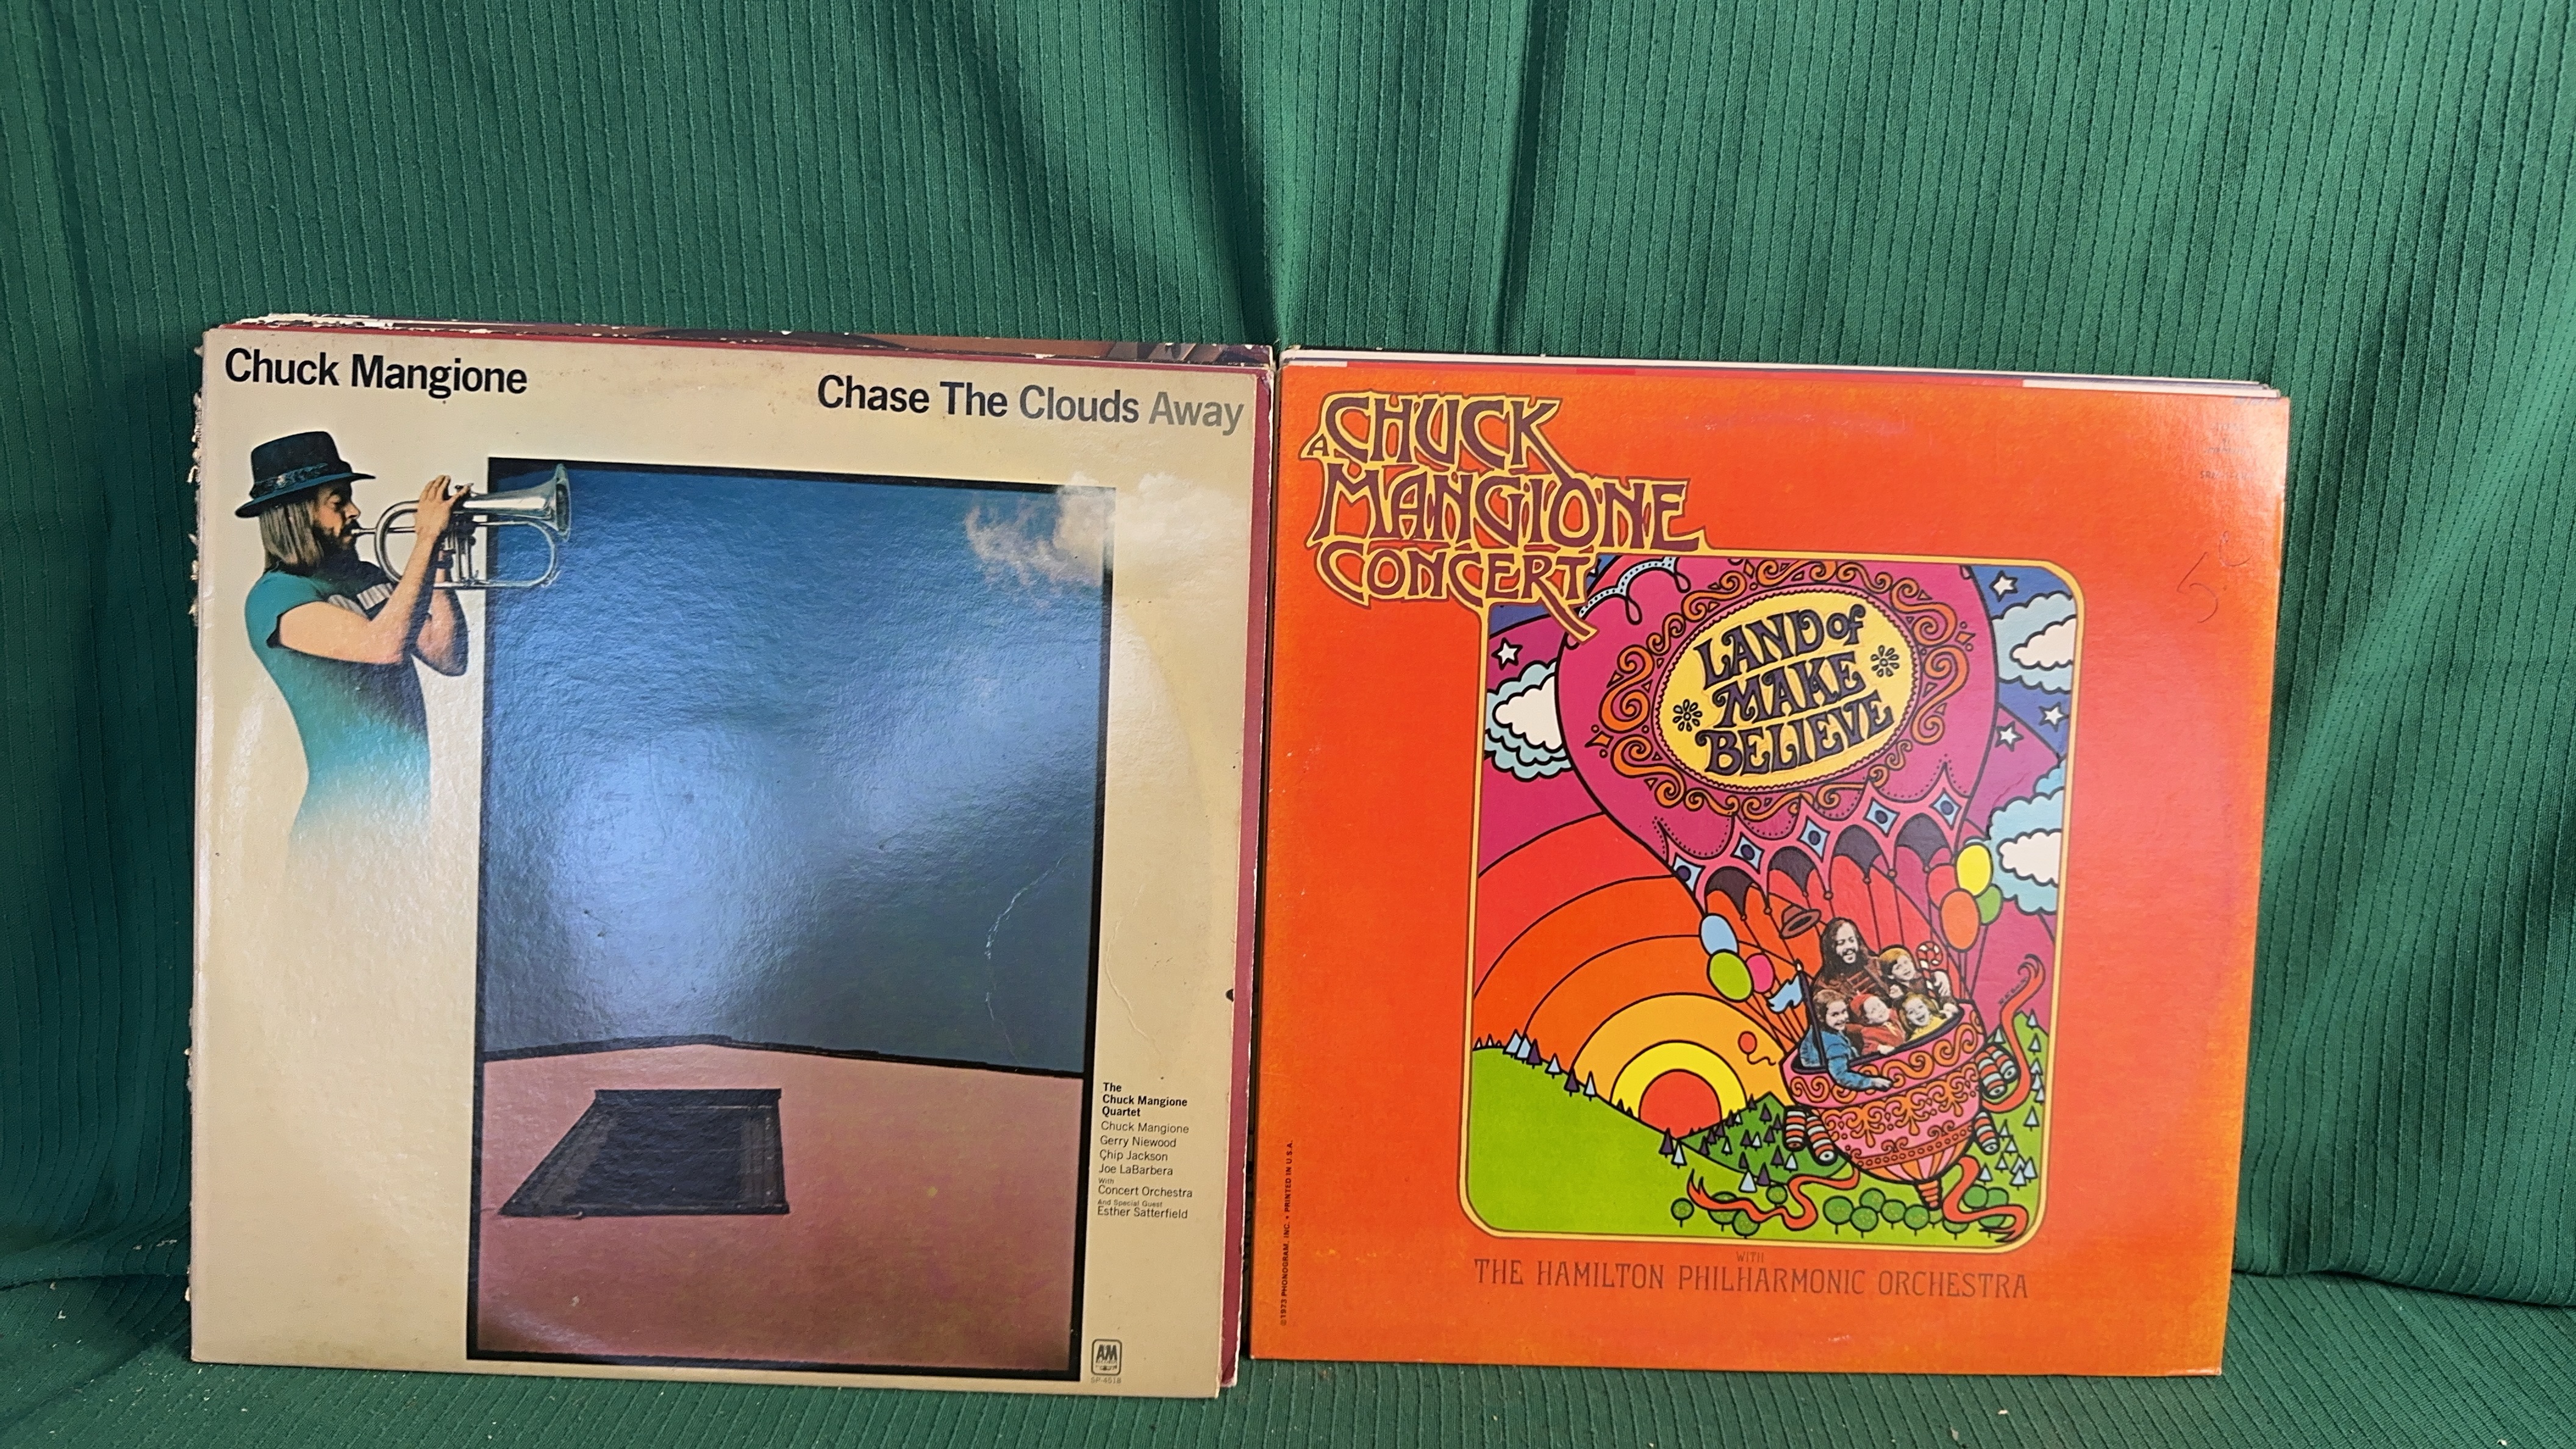 Chuck Mangione
Chase The Clouds Away
The
Chuck Mangione
Quartet
Chuck Mangione
Gerry Niewood
Chip Jackson
Joe LaBarbera
With
Concert Orchestra
And Special Guest
Esther Satterfield
A&M
SP-4518
A CHUCK
MANGIONE
CONCERT
LAND of
MAKE
BELIEVE
WITH
THE HAMILTON PHILHARMONIC ORCHESTRA
©1973 PHONOGRAM, INC. • PRINTED IN U.S.A.